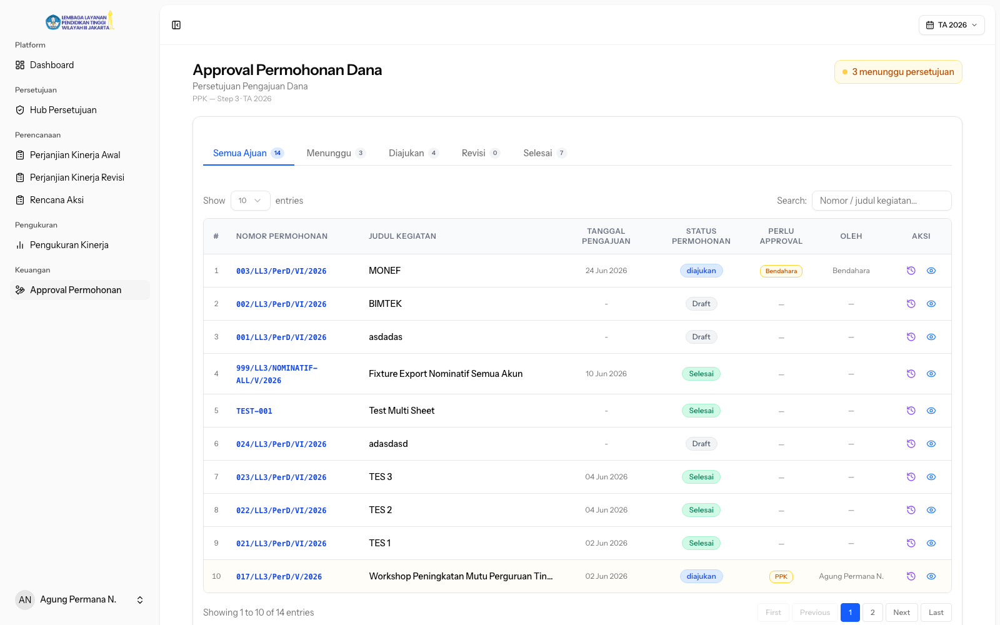 LEMBAGA LAYANAN
PENDIDIKAN TINGGI
WILAYAH III JAKARTA
Platform
Dashboard
Persetujuan
Hub Persetujuan
Perencanaan
Perjanjian Kinerja Awal
Perjanjian Kinerja Revisi
Rencana Aksi
Pengukuran
Pengukuran Kinerja
Keuangan
Approval Permohonan
AN Agung Permana N.
TA 2026
Approval Permohonan Dana
Persetujuan Pengajuan Dana
PPK — Step 3 · TA 2026
3 menunggu persetujuan
Semua Ajuan 14 Menunggu 3 Diajukan 4 Revisi 0 Selesai 7
Show 10 entries Search: Nomor / judul kegiatan...
# NOMOR PERMOHONAN JUDUL KEGIATAN TANGGAL PENGAJUAN STATUS PERMOHONAN PERLU APPROVAL OLEH AKSI
1 003/LL3/PerD/VI/2026 MONEF 24 Jun 2026 diajukan Bendahara Bendahara
2 002/LL3/PerD/VI/2026 BIMTEK - Draft — —
3 001/LL3/PerD/VI/2026 asdadas - Draft — —
4 999/LL3/NOMINATIF-ALL/V/2026 Fixture Export Nominatif Semua Akun 10 Jun 2026 Selesai — —
5 TEST-001 Test Multi Sheet - Selesai — —
6 024/LL3/PerD/VI/2026 adasdasd - Draft — —
7 023/LL3/PerD/VI/2026 TES 3 04 Jun 2026 Selesai — —
8 022/LL3/PerD/VI/2026 TES 2 04 Jun 2026 Selesai — —
9 021/LL3/PerD/VI/2026 TES 1 02 Jun 2026 Selesai — —
10 017/LL3/PerD/V/2026 Workshop Peningkatan Mutu Perguruan Tin... 02 Jun 2026 diajukan PPK Agung Permana N.
Showing 1 to 10 of 14 entries First Previous 1 2 Next Last